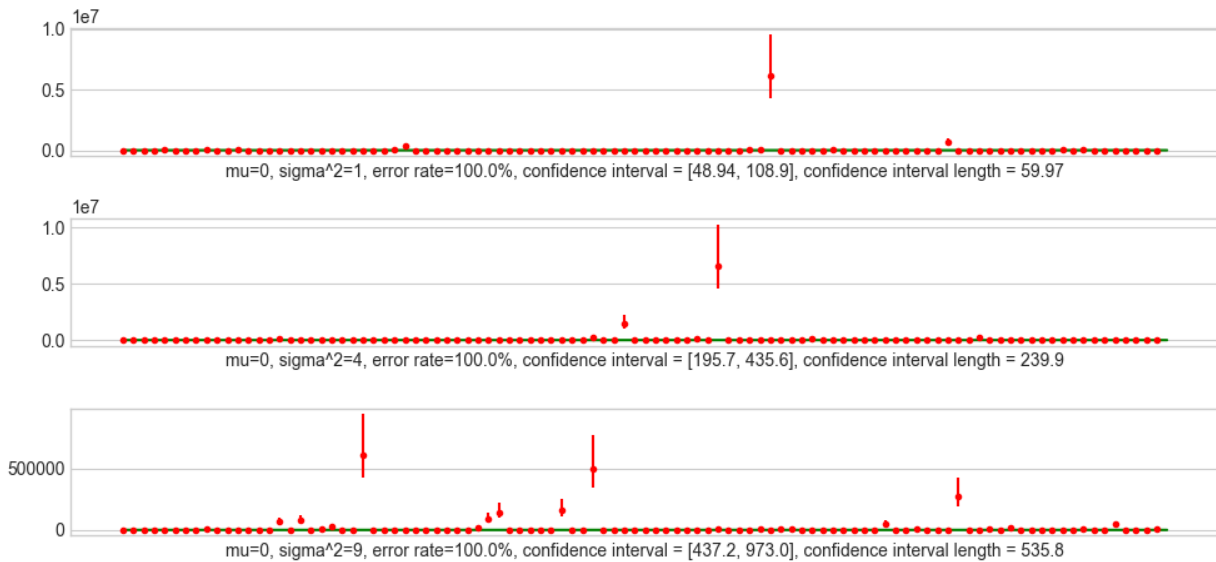 1e7
1.0
0.5
0.0
mu=0, sigma^2=1, error rate=100.0%, confidence interval = [48.94, 108.9], confidence interval length = 59.97
1e7
1.0
0.5
0.0
mu=0, sigma^2=4, error rate=100.0%, confidence interval = [195.7, 435.6], confidence interval length = 239.9
500000
0
mu=0, sigma^2=9, error rate=100.0%, confidence interval = [437.2, 973.0], confidence interval length = 535.8